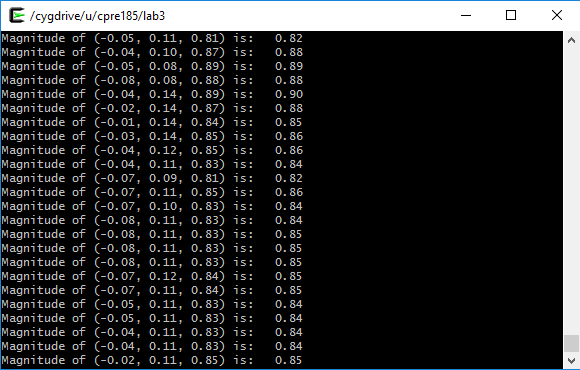 /cygdrive/u/cpre185/lab3
Magnitude of (-0.05, 0.11, 0.81) is:   0.82
Magnitude of (-0.04, 0.10, 0.87) is:   0.88
Magnitude of (-0.05, 0.08, 0.89) is:   0.89
Magnitude of (-0.08, 0.08, 0.88) is:   0.88
Magnitude of (-0.04, 0.14, 0.89) is:   0.90
Magnitude of (-0.02, 0.14, 0.87) is:   0.88
Magnitude of (-0.01, 0.14, 0.84) is:   0.85
Magnitude of (-0.03, 0.14, 0.85) is:   0.86
Magnitude of (-0.04, 0.12, 0.85) is:   0.86
Magnitude of (-0.04, 0.11, 0.83) is:   0.84
Magnitude of (-0.07, 0.09, 0.81) is:   0.82
Magnitude of (-0.07, 0.11, 0.85) is:   0.86
Magnitude of (-0.07, 0.10, 0.83) is:   0.84
Magnitude of (-0.08, 0.11, 0.83) is:   0.84
Magnitude of (-0.08, 0.11, 0.83) is:   0.85
Magnitude of (-0.08, 0.11, 0.83) is:   0.85
Magnitude of (-0.08, 0.11, 0.83) is:   0.85
Magnitude of (-0.07, 0.12, 0.84) is:   0.85
Magnitude of (-0.07, 0.11, 0.84) is:   0.85
Magnitude of (-0.05, 0.11, 0.83) is:   0.84
Magnitude of (-0.05, 0.11, 0.83) is:   0.84
Magnitude of (-0.04, 0.11, 0.83) is:   0.84
Magnitude of (-0.04, 0.11, 0.83) is:   0.84
Magnitude of (-0.02, 0.11, 0.85) is:   0.85